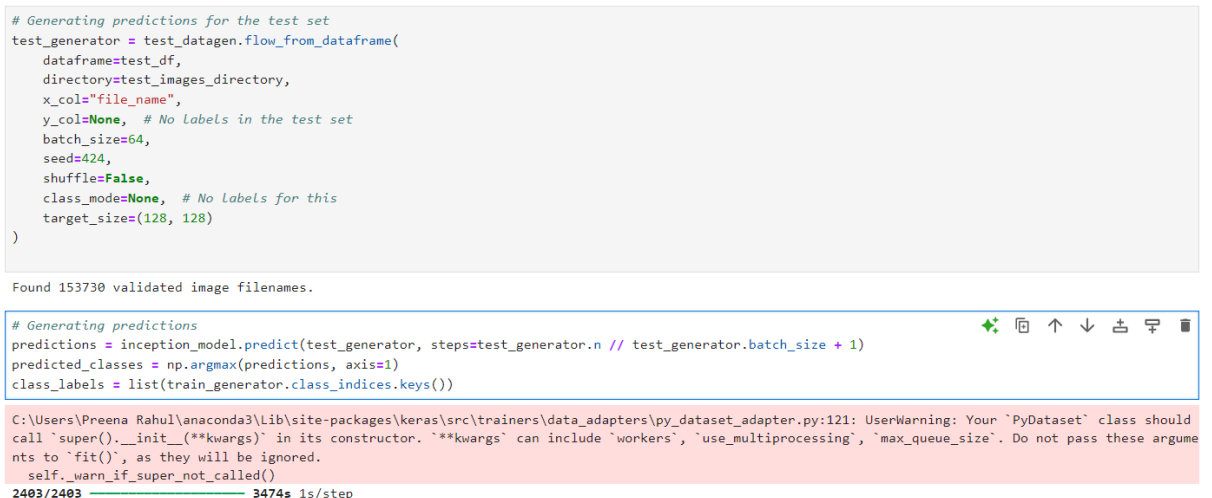 # Generating predictions for the test set
test_generator = test_datagen.flow_from_dataframe(
    dataframe=test_df,
    directory=test_images_directory,
    x_col="file_name",
    y_col=None,  # No labels in the test set
    batch_size=64,
    seed=424,
    shuffle=False,
    class_mode=None,  # No labels for this
    target_size=(128, 128)
)
Found 153730 validated image filenames.
# Generating predictions
predictions = inception_model.predict(test_generator, steps=test_generator.n // test_generator.batch_size + 1)
predicted_classes = np.argmax(predictions, axis=1)
class_labels = list(train_generator.class_indices.keys())
C:\Users\Preena Rahul\anaconda3\Lib\site-packages\keras\src\trainers\data_adapters\py_dataset_adapter.py:121: UserWarning: Your `PyDataset` class should
call `super().__init__(**kwargs)` in its constructor. `**kwargs` can include `workers`, `use_multiprocessing`, `max_queue_size`. Do not pass these argume
nts to `fit()`, as they will be ignored.
  self._warn_if_super_not_called()
2403/2403 ━━━━━━━━━━━━━━━━━━━━ 3474s 1s/step